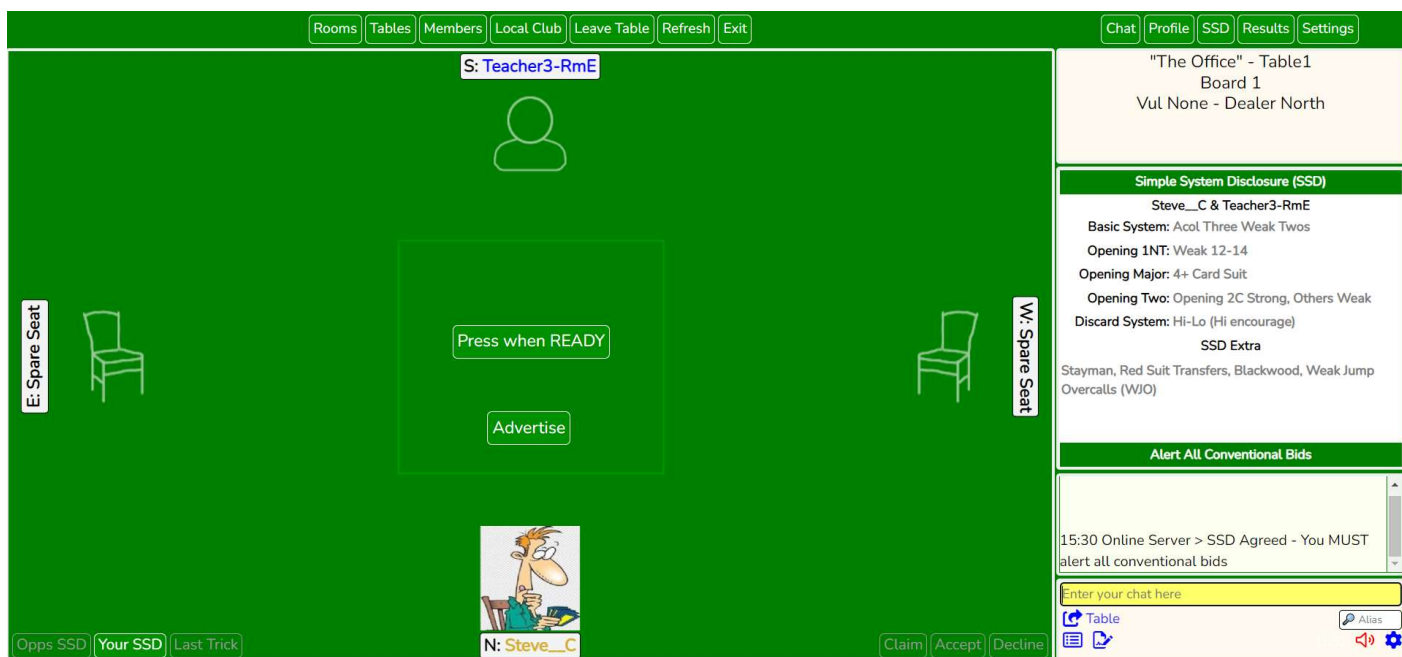 Rooms Tables Members Local Club Leave Table Refresh Exit
Chat Profile SSD Results Settings
S: Teacher3-RmE
"The Office" - Table1
Board 1
Vul None - Dealer North
Simple System Disclosure (SSD)
Steve__C & Teacher3-RmE
Basic System: Acol Three Weak Twos
Opening 1NT: Weak 12-14
Opening Major: 4+ Card Suit
Opening Two: Opening 2C Strong, Others Weak
Discard System: Hi-Lo (Hi encourage)
SSD Extra
Stayman, Red Suit Transfers, Blackwood, Weak Jump
Overcalls (WJO)
Alert All Conventional Bids
E: Spare Seat
Press when READY
Advertise
W: Spare Seat
15:30 Online Server > SSD Agreed - You MUST
alert all conventional bids
Enter your chat here
Table
Alias
Opps SSD Your SSD Last Trick
N: Steve__C
Claim Accept Decline